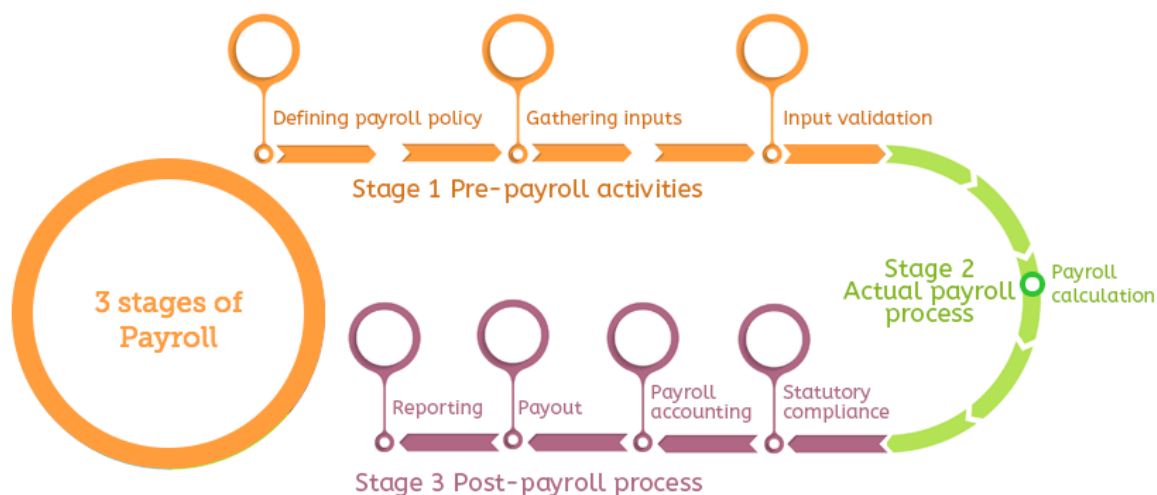 Defining payroll policy
Gathering inputs
Input validation
Stage 1 Pre-payroll activities
3 stages of
Payroll
Stage 2
Actual payroll
process
Payroll
calculation
Statutory
compliance
Payroll
accounting
Payout
Reporting
Stage 3 Post-payroll process